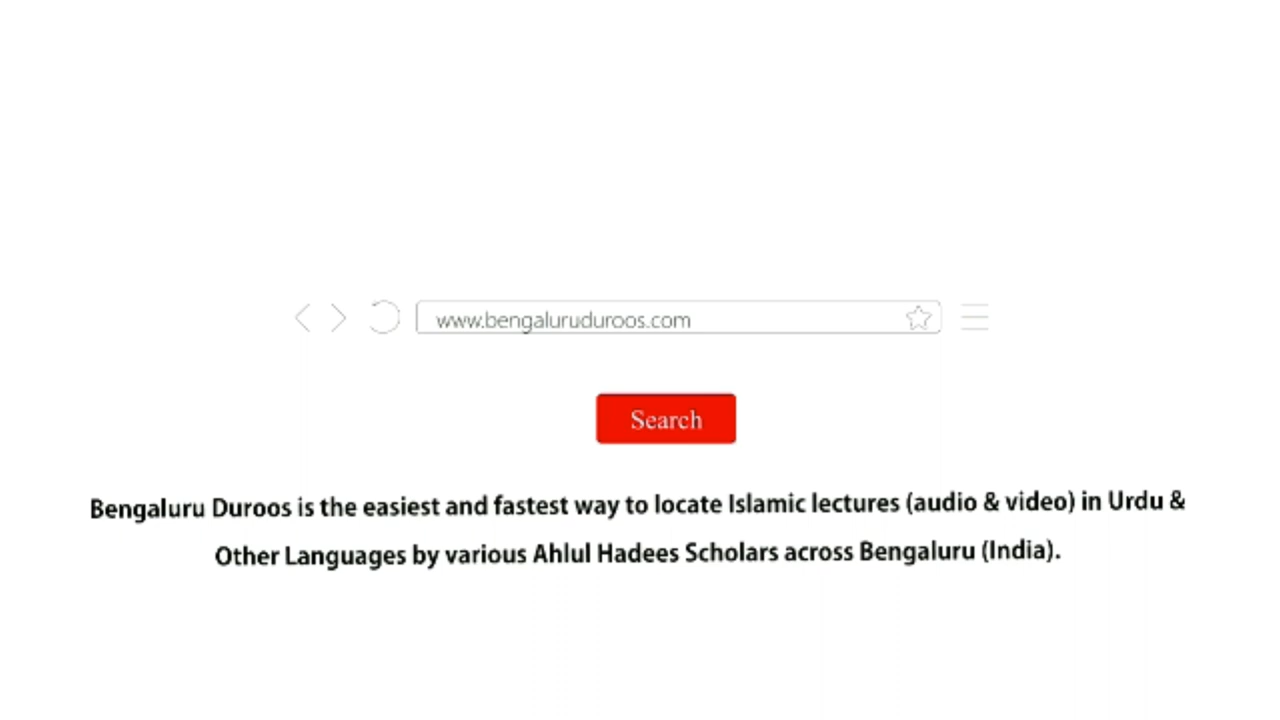 www.bengaluruduroos.com
Search
Bengaluru Duroos is the easiest and fastest way to locate Islamic lectures (audio & video) in Urdu &
Other Languages by various Ahlul Hadees Scholars across Bengaluru (India).